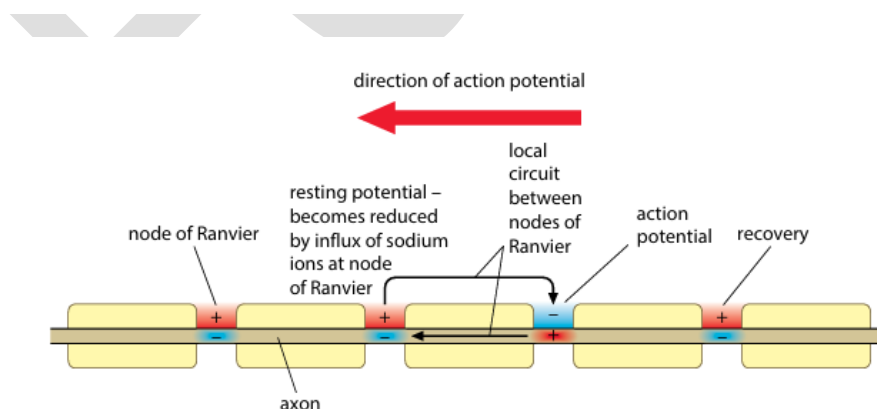 direction of action potential
local
circuit
between
nodes of
Ranvier
resting potential –
becomes reduced
by influx of sodium
ions at node
of Ranvier
node of Ranvier
action
potential
recovery
+
+
–
+
–
–
+
–
axon